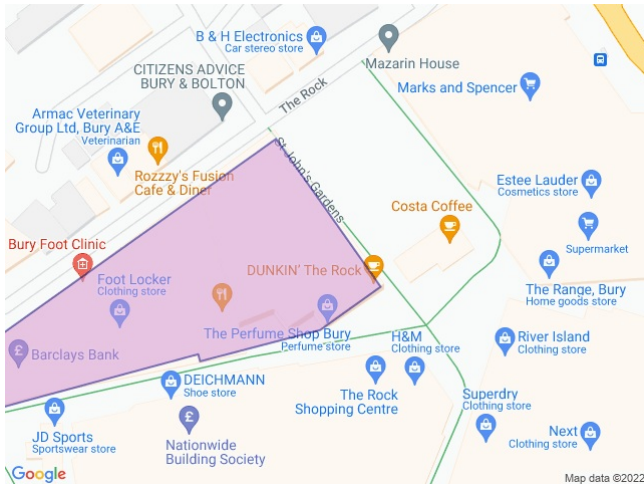 B & H Electronics
Car stereo store
Mazarin House
CITIZENS ADVICE
BURY & BOLTON
The Rock
Marks and Spencer
Armac Veterinary
Group Ltd, Bury A&E
Veterinarian
St John's Gardens
Rozzzy's Fusion
Cafe & Diner
Estee Lauder
Cosmetics store
Costa Coffee
Supermarket
Bury Foot Clinic
Foot Locker
Clothing store
DUNKIN' The Rock
The Range, Bury
Home goods store
The Perfume Shop Bury
Perfume store
H&M
Clothing store
River Island
Clothing store
Barclays Bank
DEICHMANN
Shoe store
The Rock
Shopping Centre
Superdry
Clothing store
JD Sports
Sportswear store
Nationwide
Building Society
Next
Clothing store
Google
Map data ©2022